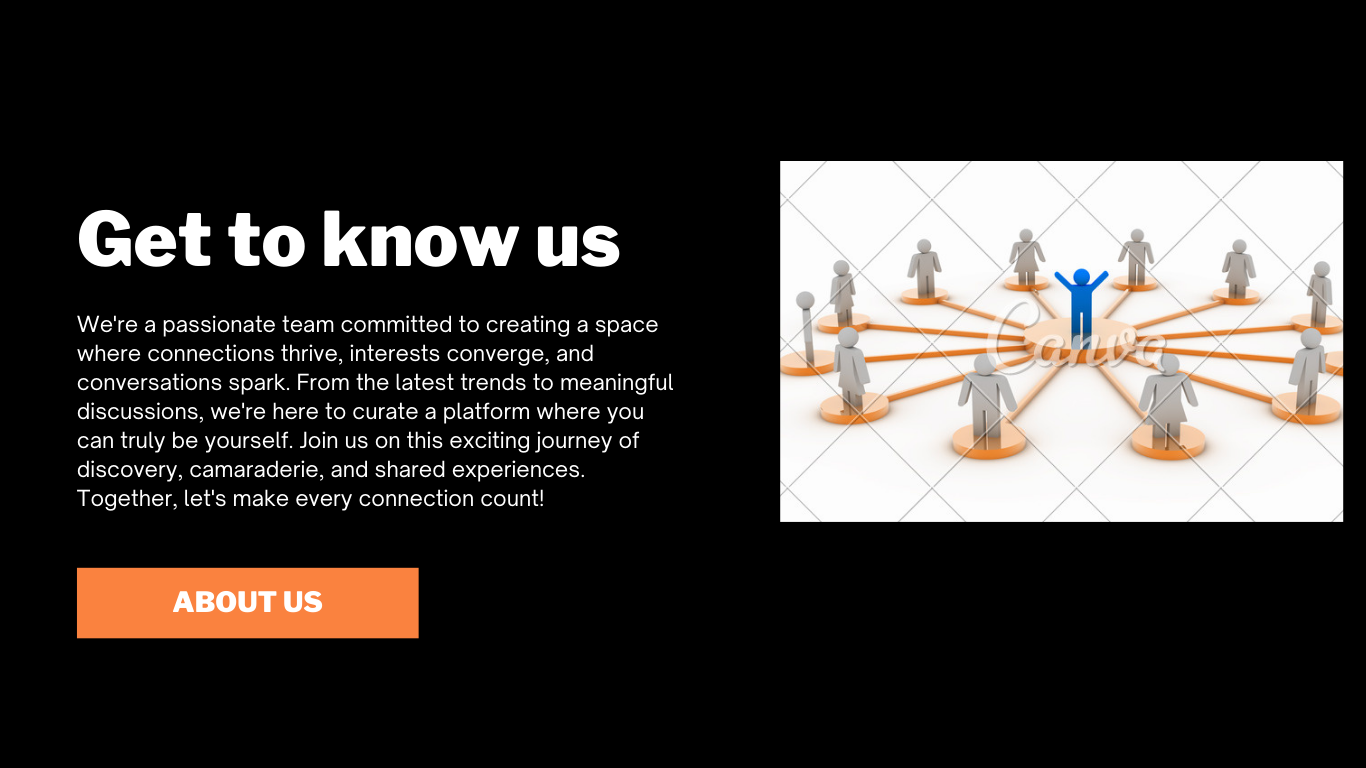 Get to know us
We're a passionate team committed to creating a space
where connections thrive, interests converge, and
conversations spark. From the latest trends to meaningful
discussions, we're here to curate a platform where you
can truly be yourself. Join us on this exciting journey of
discovery, camaraderie, and shared experiences.
Together, let's make every connection count!
ABOUT US
Canva